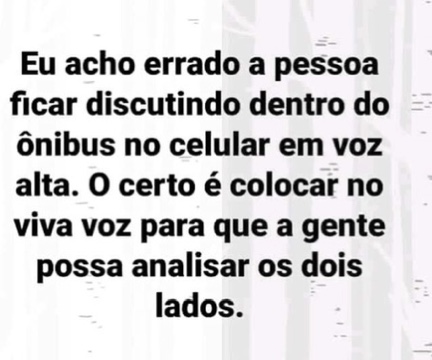 Eu acho errado a pessoa
ficar discutindo dentro do
ônibus no celular em voz
alta. O certo é colocar no
viva voz para que a gente
possa analisar os dois
lados.